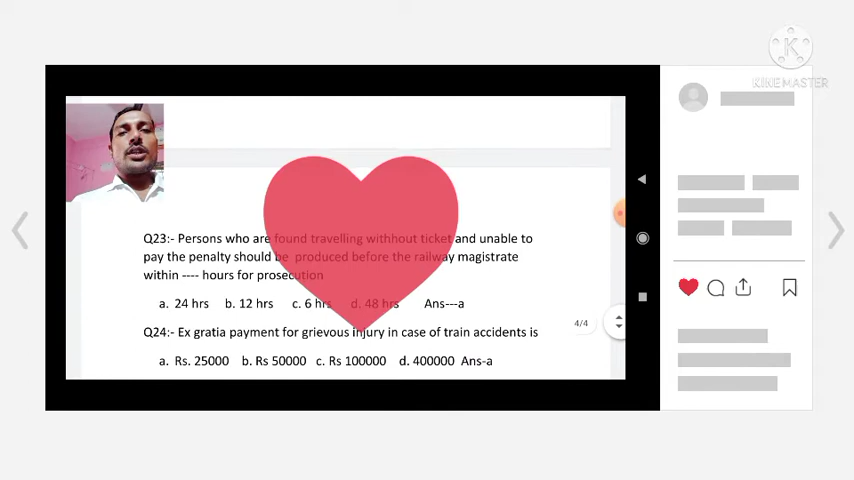 K
KINEMASTER
Q23:- Persons who are found travelling withhout ticket and unable to
pay the penalty should be produced before the railway magistrate
within ---- hours for prosecution
a. 24 hrs b. 12 hrs c. 6 hrs d. 48 hrs Ans---a
Q24:- Ex gratia payment for grievous injury in case of train accidents is
4/4
a. Rs. 25000 b. Rs 50000 c. Rs 100000 d. 400000 Ans-a